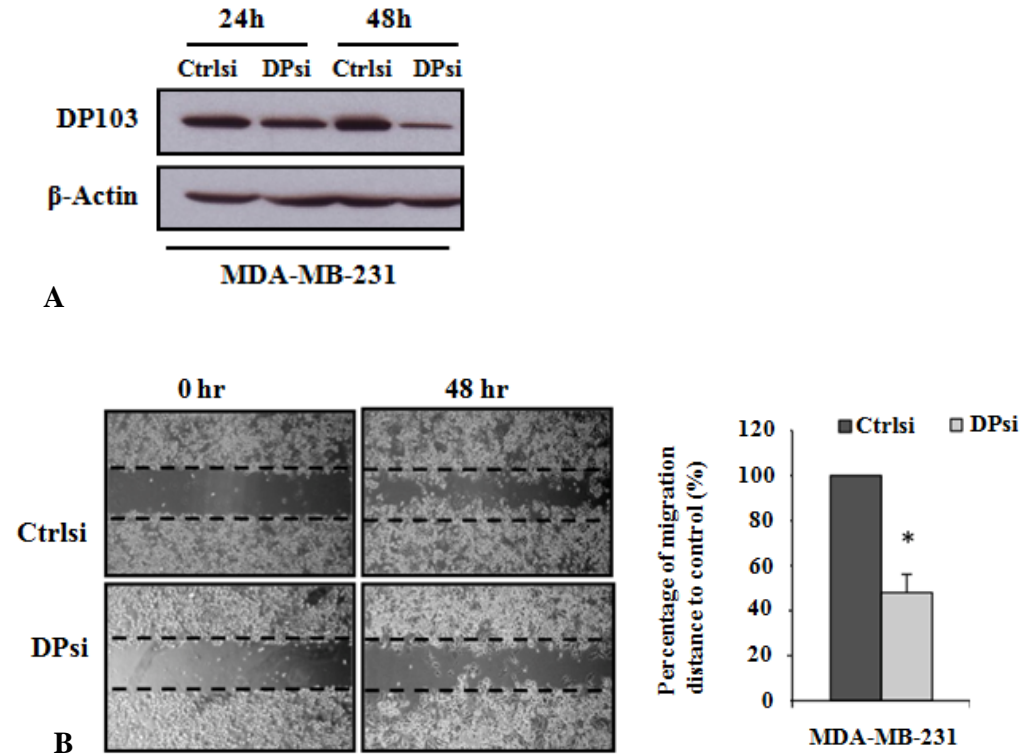 24h 48h
Ctrlsi DPsi Ctrlsi DPsi
DP103
β-Actin
MDA-MB-231
A
0 hr 48 hr
Ctrlsi
DPsi
B
Ctrlsi DPsi
Percentage of migration
distance to control (%)
120
100
80
60
40
20
0
*
MDA-MB-231